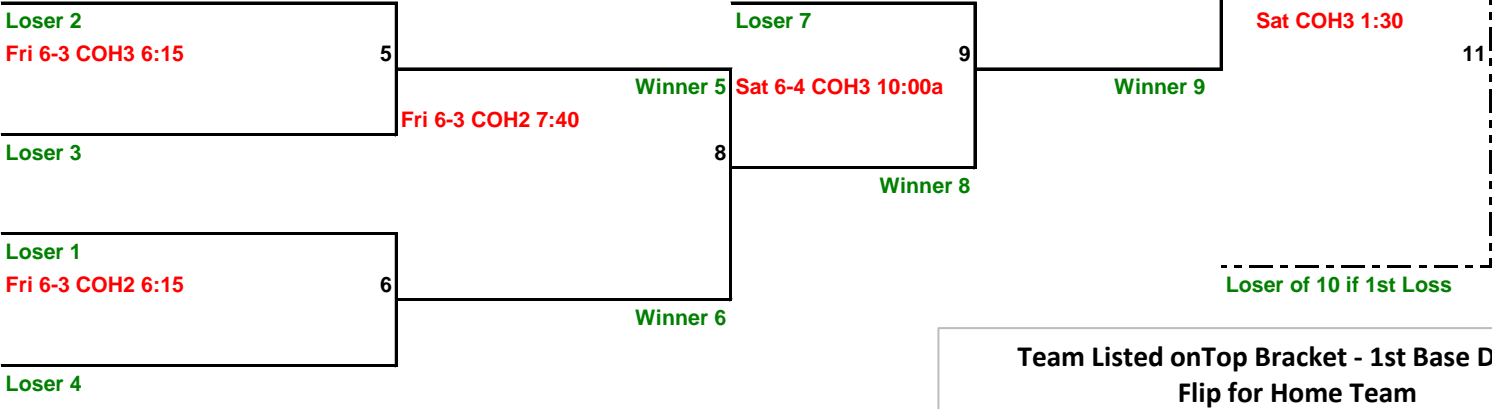 Loser 2
Loser 7
Sat COH3 1:30
Fri 6-3 COH3 6:15
5
9
11
Winner 5
Sat 6-4 COH3 10:00a
Winner 9
Fri 6-3 COH2 7:40
Loser 3
8
Winner 8
Loser 1
Fri 6-3 COH2 6:15
6
Loser of 10 if 1st Loss
Winner 6
Team Listed onTop Bracket - 1st Base D
Flip for Home Team
Loser 4